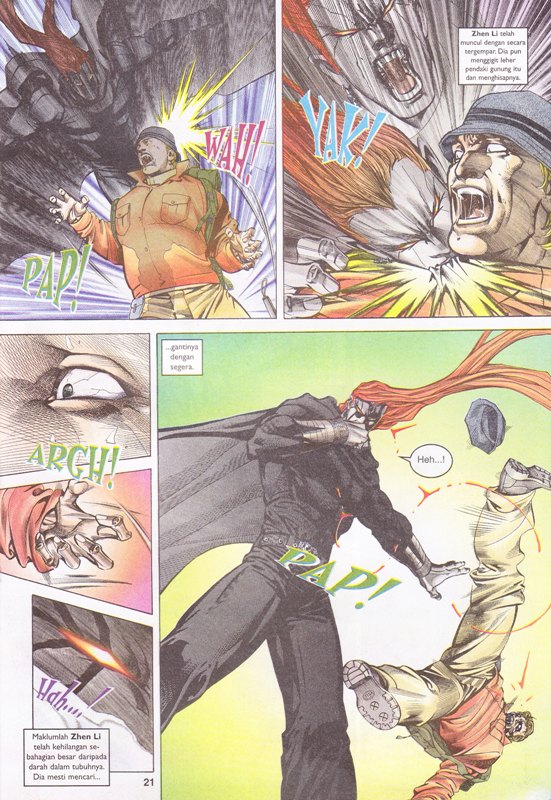 WAH!
PAP!
Zhen Li telah
muncul dengan secara
tergempar. Dia pun
menggigit leher
pendaki gunung itu
dan menghisapnya.
YAK!
ARGH!
Hah....!
Maklumlah Zhen Li
telah kehilangan se-
bahagian besar daripada
darah dalam tubuhnya.
Dia mesti mencari...
...gantinya
dengan
segera.
Heh...!
PAP!
21